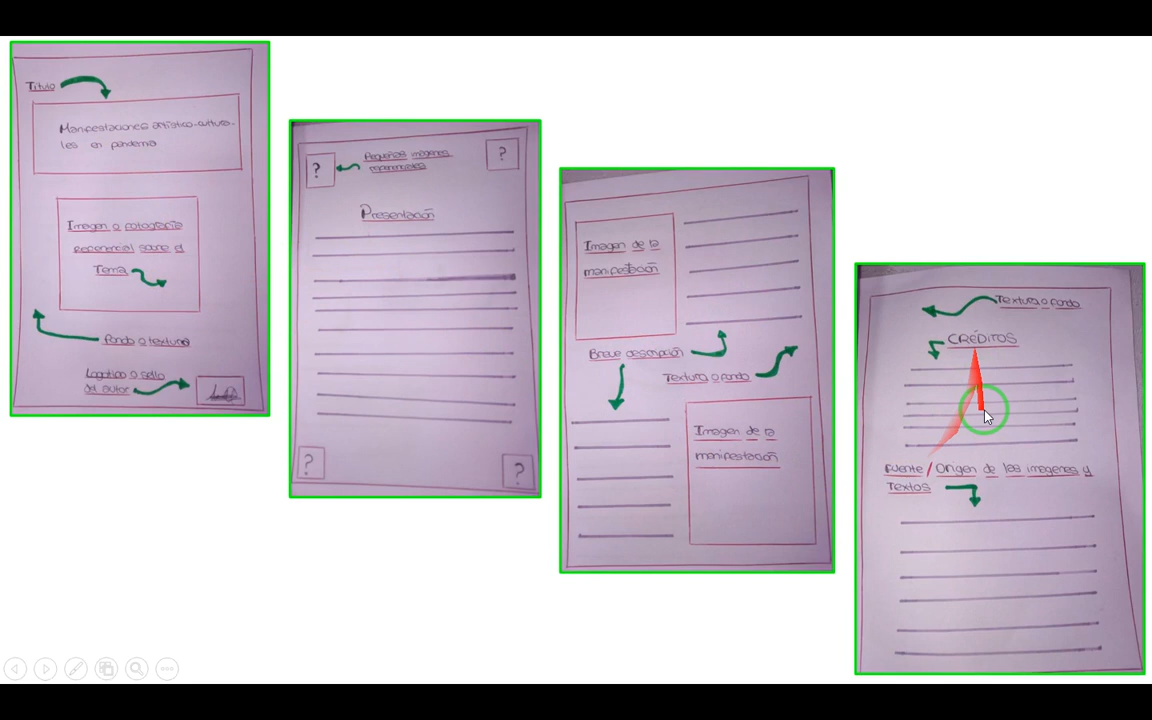 Título
Manifestaciones artístico-cultura-
les en pandemia
Imagen o fotografía
referencial sobre el
Tema
Fondo o textura
Logotipo o sello
del autor
?
Pequeñas imágenes
referenciales
?
Presentación
?
?
Imagen de la
manifestación
Breve descripción
Textura o fondo
Imagen de la
manifestación
Textura o fondo
CRÉDITOS
Fuente / Origen de las imagenes y
Textos